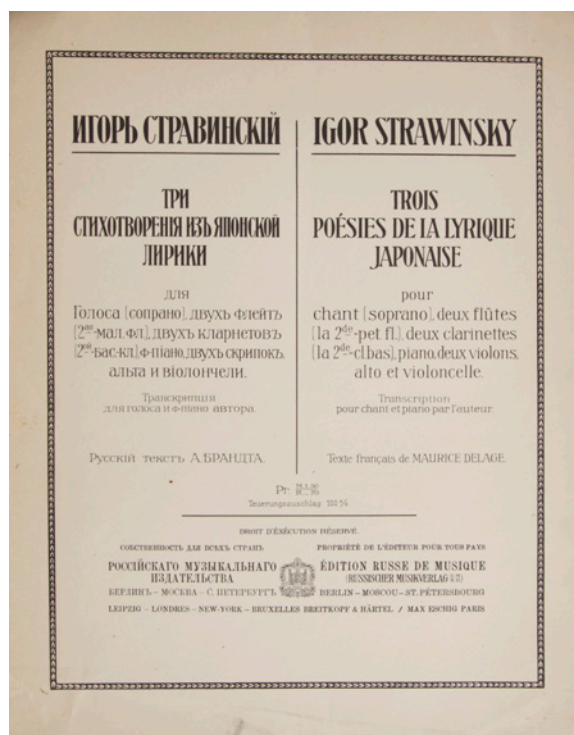 ИГОРЬ СТРАВИНСКІЙ
ТРИ
СТИХОТВОРЕНІЯ ИЗЪ ЯПОНСКОЙ
ЛИРИКИ
для
Голоса [сопрано], двухъ флейтъ
[2ая мал. фл.], двухъ кларнетовъ
[2ой бас. кл.] ф-піано, двухъ скрипокъ,
альта и віолончели.
Транскрипція
для голоса и ф-піано автора.
Русскій текстъ А. БРАНДТА.
IGOR STRAWINSKY
TROIS
POÉSIES DE LA LYRIQUE
JAPONAISE
pour
chant [soprano], deux flûtes
[la 2de pet. fl.], deux clarinettes
[la 2de cl. bas], piano, deux violons,
alto et violoncelle.
Transcription
pour chant et piano par l'auteur.
Texte français de MAURICE DELAGE.
Pr.
Teuerungszuschlag 100%
DROIT D'EXÉCUTION RÉSERVÉ.
СОБСТВЕННОСТЬ ДЛЯ ВСѢХЪ СТРАНЪ
РОССІЙСКАГО МУЗЫКАЛЬНАГО
ИЗДАТЕЛЬСТВА
БЕРЛИНЪ – МОСКВА – С. ПЕТЕРБУРГЪ
PROPRIÉTÉ DE L'ÉDITEUR POUR TOUS PAYS
ÉDITION RUSSE DE MUSIQUE
(RUSSISCHER MUSIKVERLAG
BERLIN – MOSCOU – ST. PÉTERSBOURG
LEIPZIG – LONDRES – NEW-YORK – BRUXELLES BREITKOPF & HÄRTEL / MAX ESCHIG PARIS